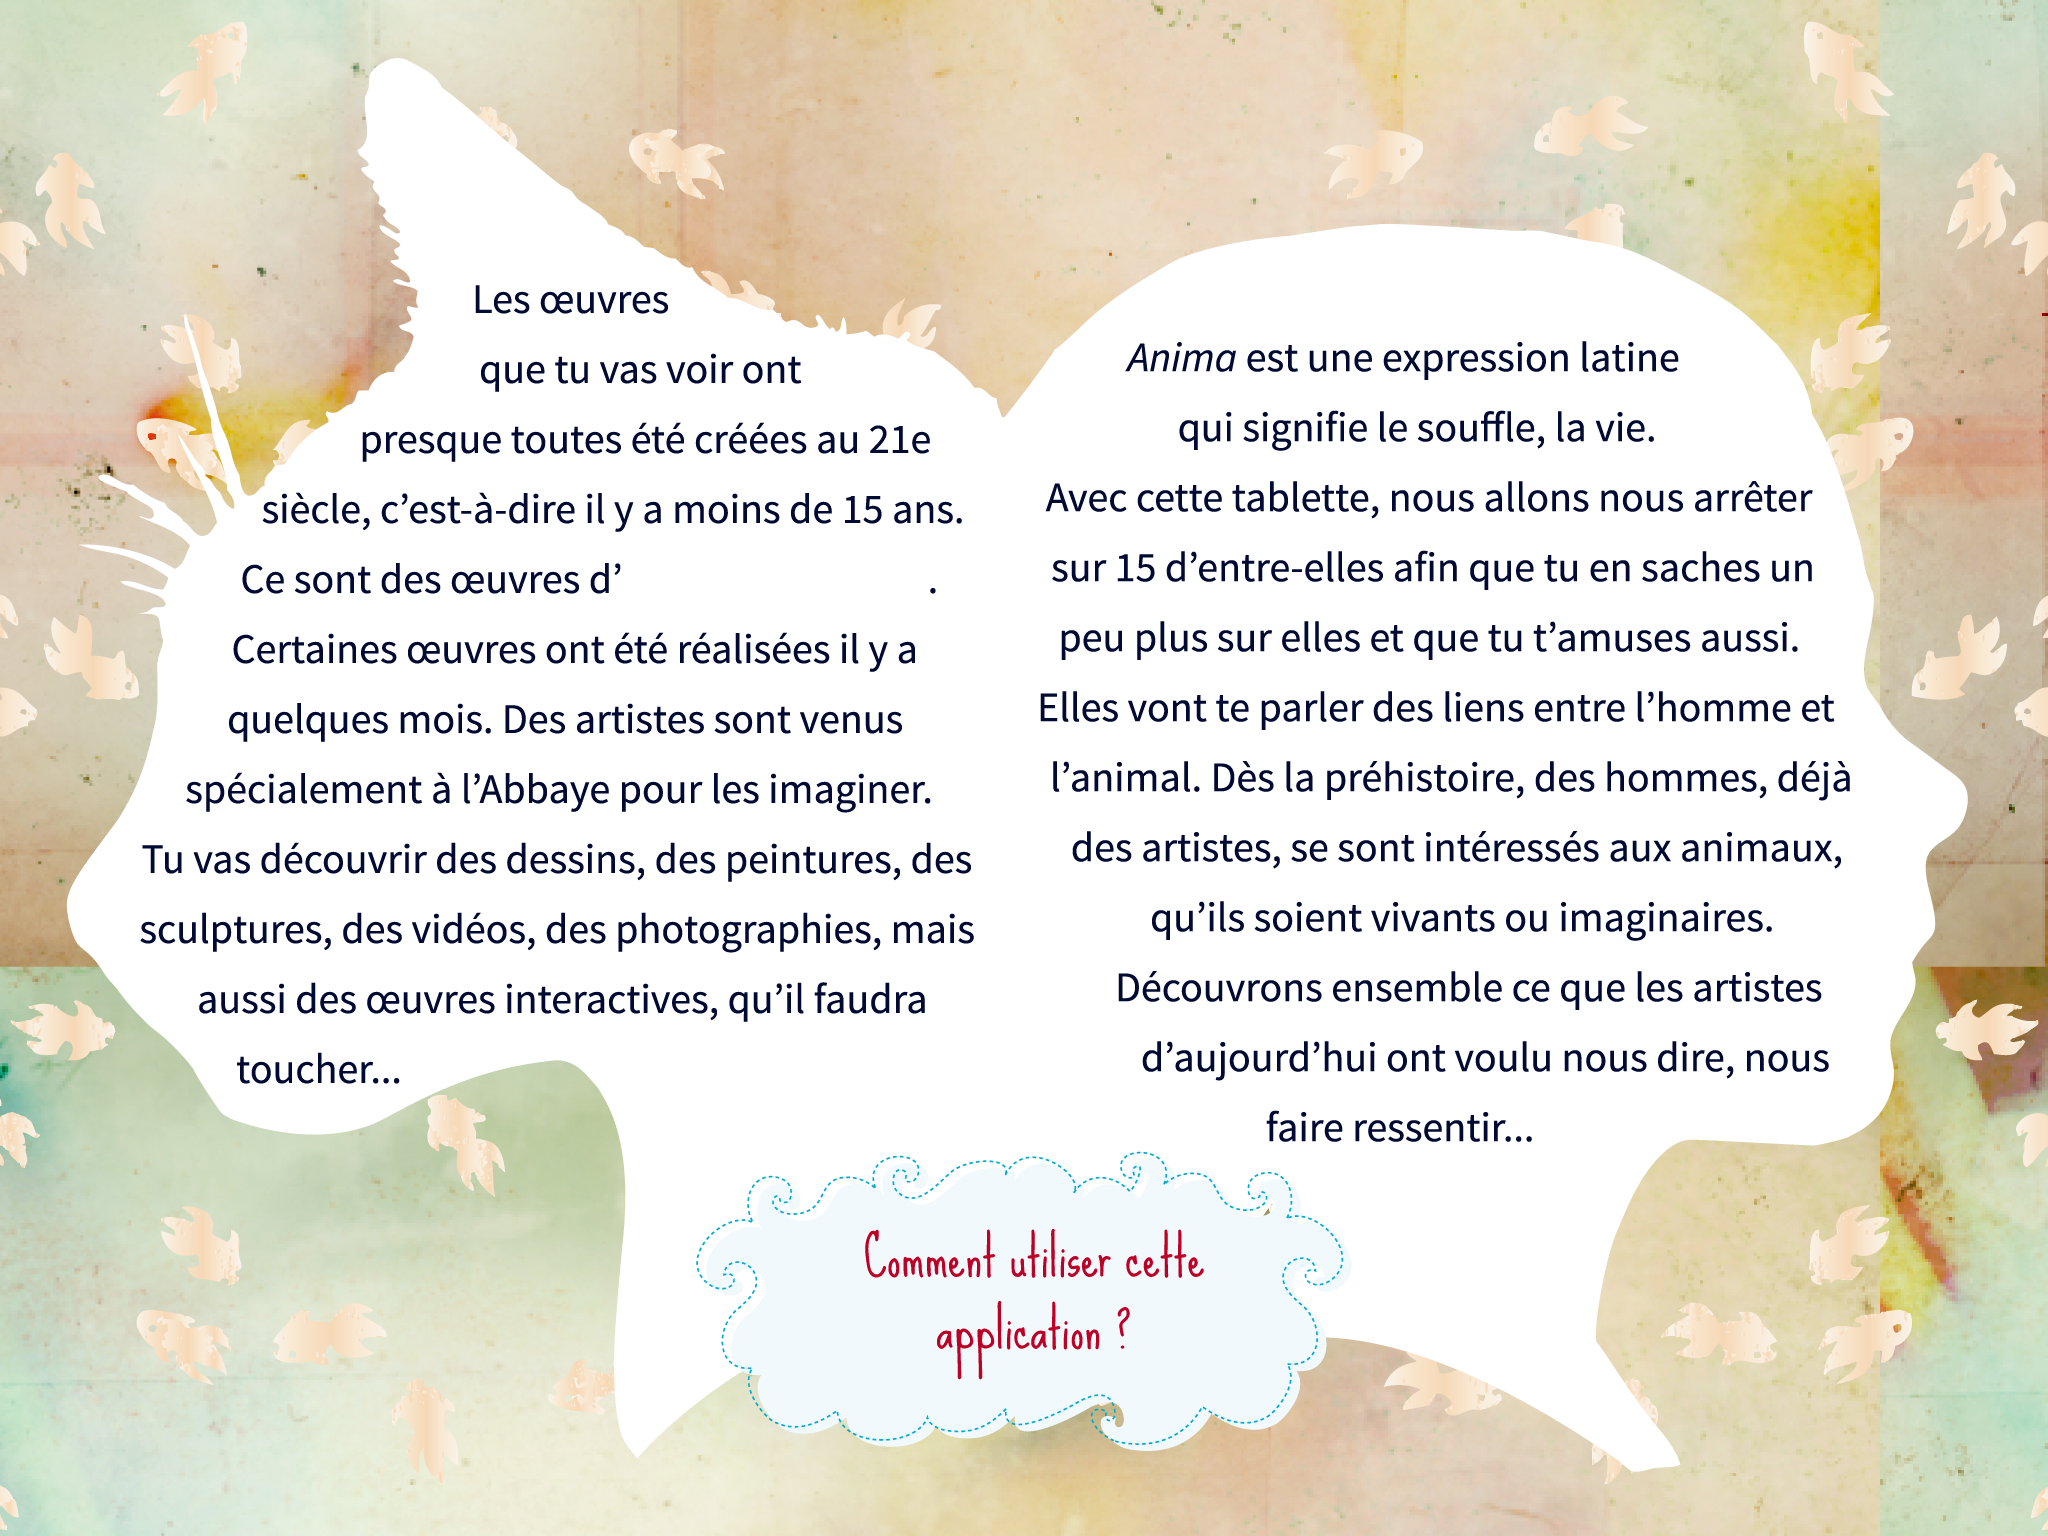 Les œuvres
que tu vas voir ont
presque toutes été créées au 21e
siècle, c’est-à-dire il y a moins de 15 ans.
Ce sont des œuvres d’ .
Certaines œuvres ont été réalisées il y a
quelques mois. Des artistes sont venus
spécialement à l’Abbaye pour les imaginer.
Tu vas découvrir des dessins, des peintures, des
sculptures, des vidéos, des photographies, mais
aussi des œuvres interactives, qu’il faudra
toucher...
Anima est une expression latine
qui signifie le souffle, la vie.
Avec cette tablette, nous allons nous arrêter
sur 15 d’entre-elles afin que tu en saches un
peu plus sur elles et que tu t’amuses aussi.
Elles vont te parler des liens entre l’homme et
l’animal. Dès la préhistoire, des hommes, déjà
des artistes, se sont intéressés aux animaux,
qu’ils soient vivants ou imaginaires.
Découvrons ensemble ce que les artistes
d’aujourd’hui ont voulu nous dire, nous
faire ressentir...
Comment utiliser cette
application ?